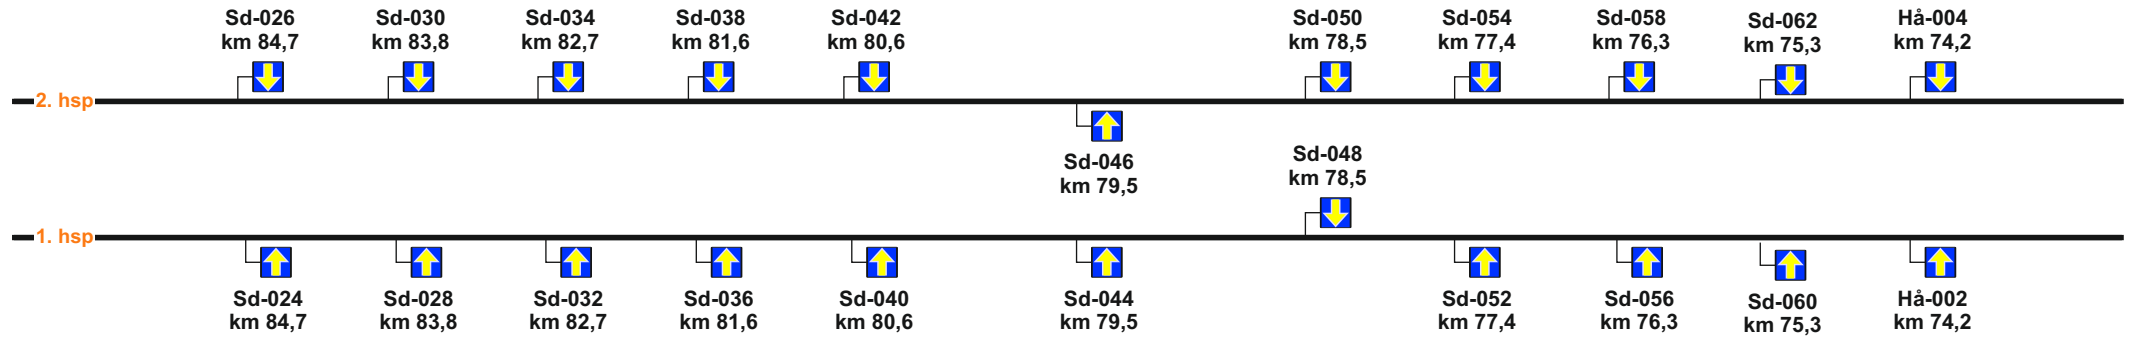 Sd-026
km 84,7
Sd-030
km 83,8
Sd-034
km 82,7
Sd-038
km 81,6
Sd-042
km 80,6
Sd-050
km 78,5
Sd-054
km 77,4
Sd-058
km 76,3
Sd-062
km 75,3
Hå-004
km 74,2
2. hsp
Sd-046
km 79,5
Sd-048
km 78,5
1. hsp
Sd-024
km 84,7
Sd-028
km 83,8
Sd-032
km 82,7
Sd-036
km 81,6
Sd-040
km 80,6
Sd-044
km 79,5
Sd-052
km 77,4
Sd-056
km 76,3
Sd-060
km 75,3
Hå-002
km 74,2